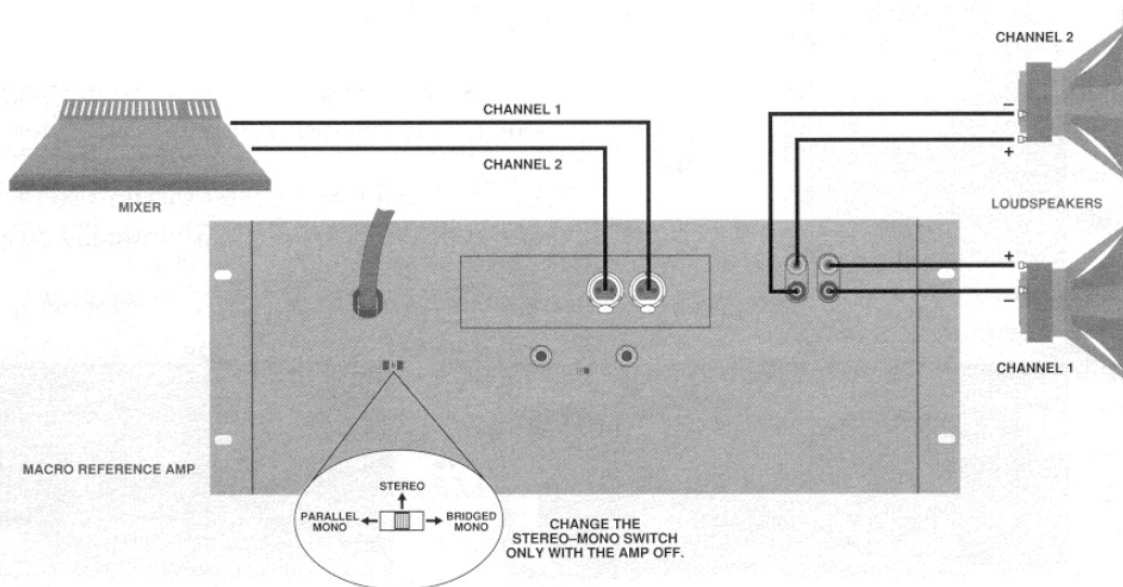 CHANNEL 2
CHANNEL 1
CHANNEL 2
–
+
MIXER
LOUDSPEAKERS
+
–
CHANNEL 1
MACRO REFERENCE AMP
STEREO
PARALLEL
MONO
BRIDGED
MONO
CHANGE THE
STEREO–MONO SWITCH
ONLY WITH THE AMP OFF.